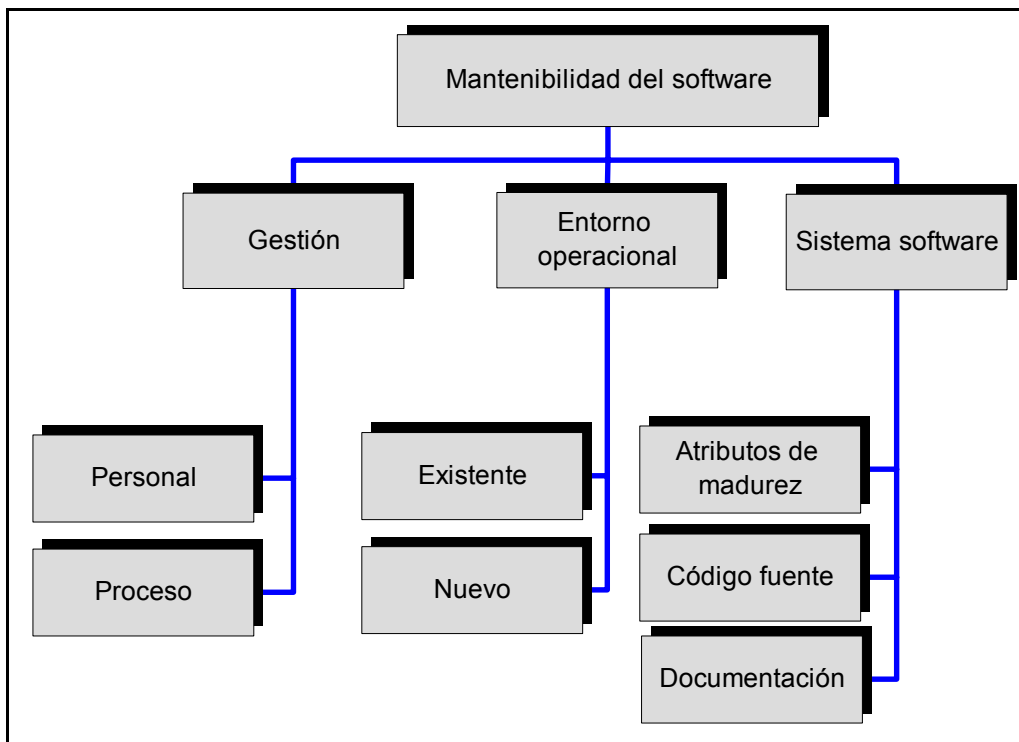 Mantenibilidad del software
Gestión
Entorno
operacional
Sistema software
Personal
Proceso
Existente
Nuevo
Atributos de
madurez
Código fuente
Documentación